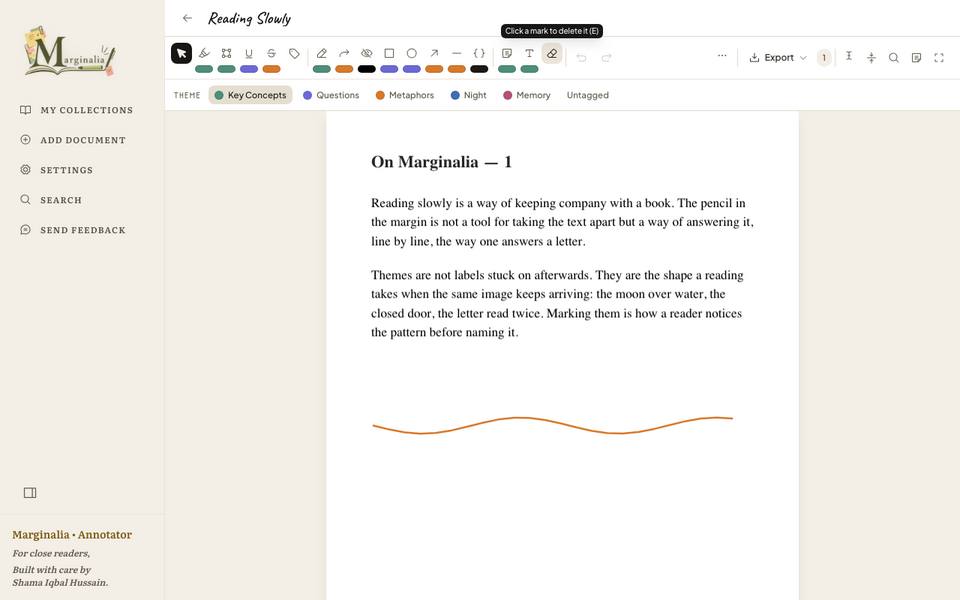 Marginalia
MY COLLECTIONS
ADD DOCUMENT
SETTINGS
SEARCH
SEND FEEDBACK
Marginalia • Annotator
For close readers,
Built with care by
Shama Iqbal Hussain.
Reading Slowly
Click a mark to delete it (E)
Export
1
THEME
Key Concepts
Questions
Metaphors
Night
Memory
Untagged
On Marginalia — 1
Reading slowly is a way of keeping company with a book. The pencil in
the margin is not a tool for taking the text apart but a way of answering it,
line by line, the way one answers a letter.
Themes are not labels stuck on afterwards. They are the shape a reading
takes when the same image keeps arriving: the moon over water, the
closed door, the letter read twice. Marking them is how a reader notices
the pattern before naming it.